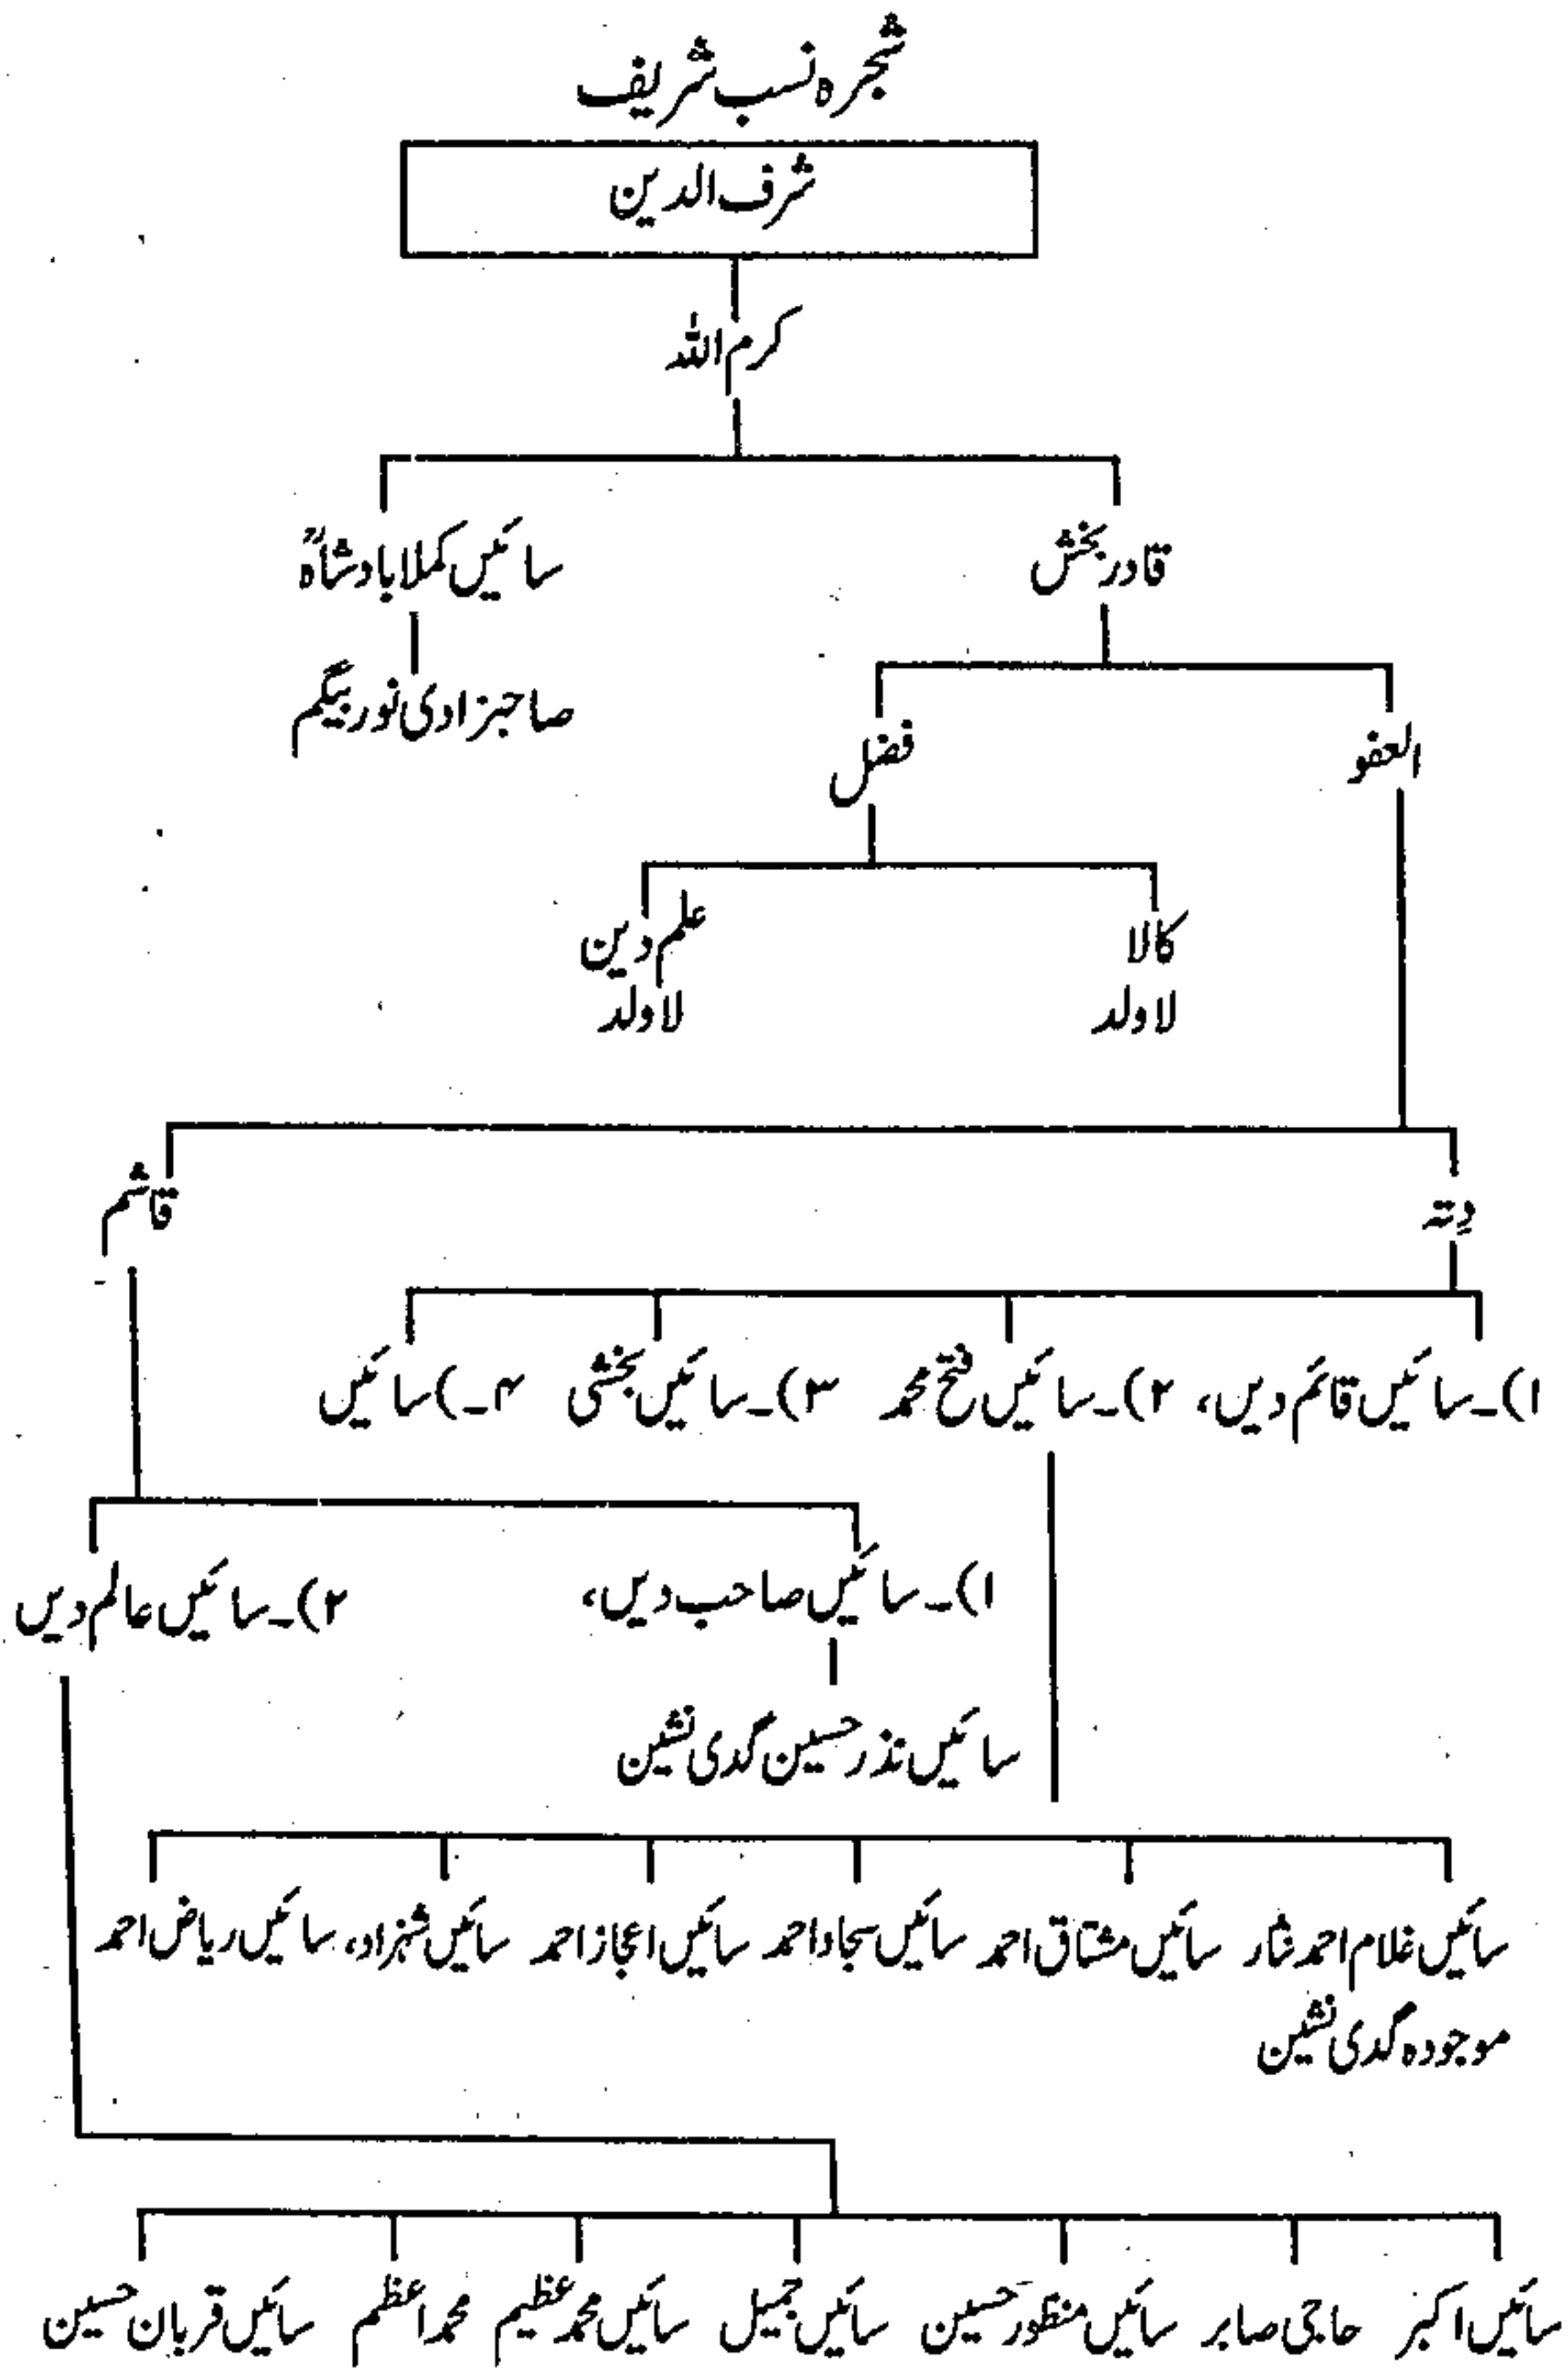 شجرہ نسب شریف
شرف الدین
کرم اللہ
قادر بخش سائیں کملا بادشاہؒ
صاحبزادی نور بیگم
العفو فضل
کالا علم دین
لاولد لاولد
دِتہ قاشم
۱)۔سائیں قائم دیں، ۲)۔سائیں فتح محمد ۳)۔سائیں بخشی ۴۔)سائیں
۱)۔ سائیں صاحب دیں، ۲)۔سائیں عالم دیں
سائیں نذر حسین گدی نشین
سائیں غلام احمد نثار سائیں مشتاق احمد سائیں سجاد احمد سائیں اعجاز احمد سائیں شہزاد، سائیں ریاض احمد
موجودہ گدی نشین
سائیں اکبر حاجی صابر سائیں منظور حسین سائیں جمیل سائیں محمد عظیم محمد اعظم سائیں قربان حسین